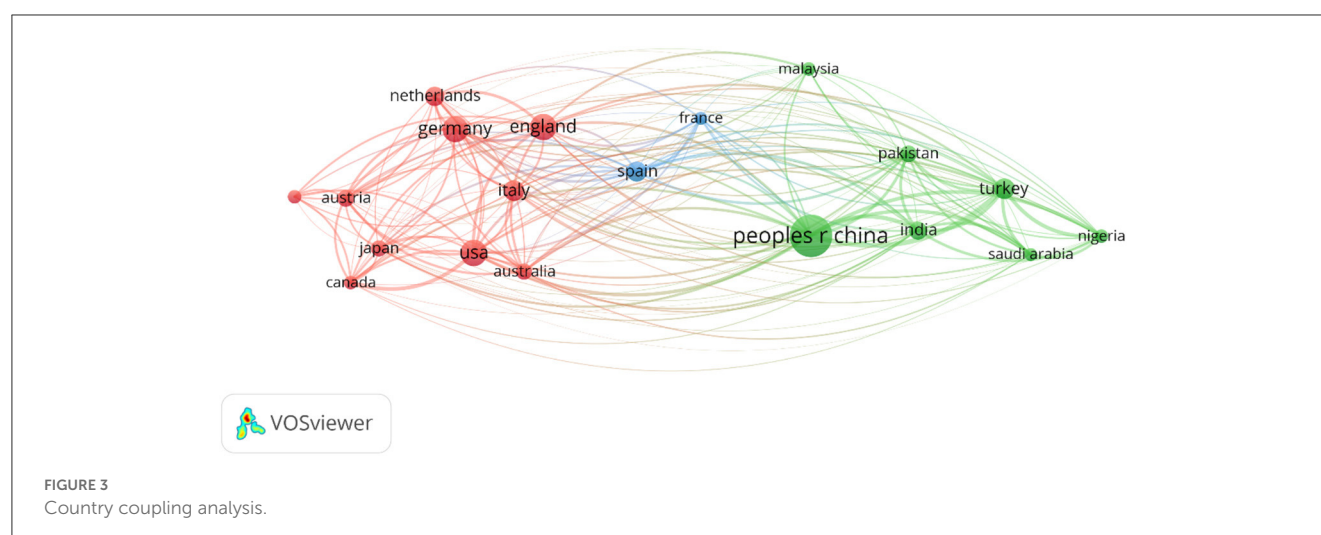 malaysia
netherlands
france
germany
england
pakistan
spain
turkey
italy
austria
peoples r china
india
nigeria
japan
usa
saudi arabia
australia
canada
VOSviewer
FIGURE 3
Country coupling analysis.